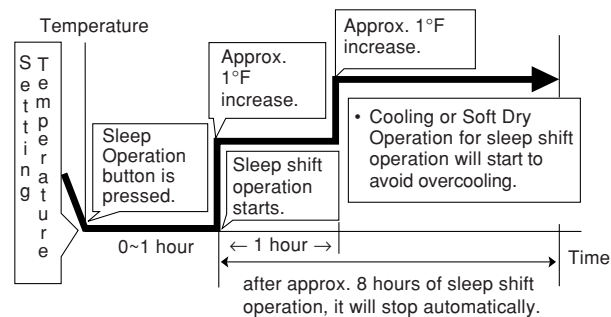 Temperature
Setting
Temperature
Approx.
1°F
increase.
Approx. 1°F
increase.
Sleep
Operation
button is
pressed.
Sleep shift
operation
starts.
• Cooling or Soft Dry
Operation for sleep shift
operation will start to
avoid overcooling.
0~1 hour
← 1 hour →
Time
after approx. 8 hours of sleep shift
operation, it will stop automatically.